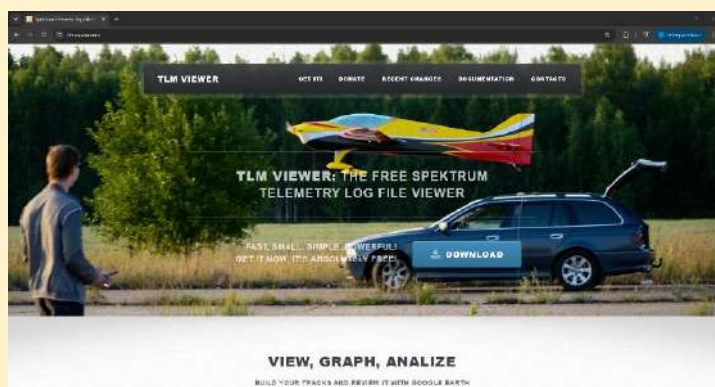 TLM VIEWER
GET IT! DONATE RECENT CHANGES DOCUMENTATION CONTACTS
TLM VIEWER: THE FREE SPEKTRUM
TELEMETRY LOG FILE VIEWER
FAST, SMALL, SIMPLE, POWERFUL!
GET IT NOW, IT'S ABSOLUTELY FREE!
DOWNLOAD
VIEW, GRAPH, ANALIZE
BUILD YOUR TRACKS AND REVIEW IT WITH GOOGLE EARTH